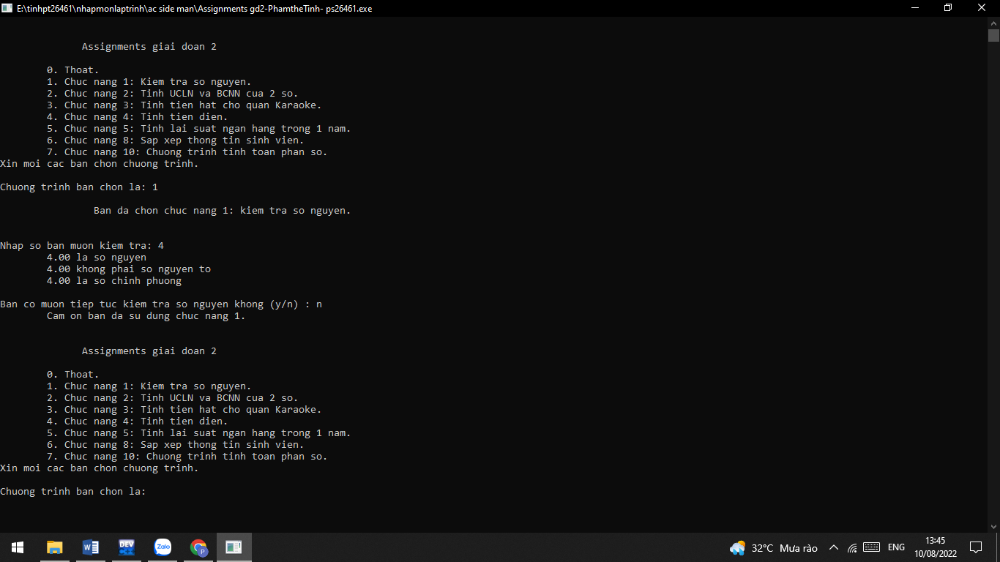 E:\tinhpt26461\nhapmonlaptrinh\ac side man\Assignments gd2-PhamtheTinh- ps26461.exe
Assignments giai doan 2
0. Thoat.
1. Chuc nang 1: Kiem tra so nguyen.
2. Chuc nang 2: Tinh UCLN va BCNN cua 2 so.
3. Chuc nang 3: Tinh tien hat cho quan Karaoke.
4. Chuc nang 4: Tinh tien dien.
5. Chuc nang 5: Tinh lai suat ngan hang trong 1 nam.
6. Chuc nang 8: Sap xep thong tin sinh vien.
7. Chuc nang 10: Chuong trinh tinh toan phan so.
Xin moi cac ban chon chuong trinh.
Chuong trinh ban chon la: 1
Ban da chon chuc nang 1: kiem tra so nguyen.
Nhap so ban muon kiem tra: 4
4.00 la so nguyen
4.00 khong phai so nguyen to
4.00 la so chinh phuong
Ban co muon tiep tuc kiem tra so nguyen khong (y/n) : n
Cam on ban da su dung chuc nang 1.
Assignments giai doan 2
0. Thoat.
1. Chuc nang 1: Kiem tra so nguyen.
2. Chuc nang 2: Tinh UCLN va BCNN cua 2 so.
3. Chuc nang 3: Tinh tien hat cho quan Karaoke.
4. Chuc nang 4: Tinh tien dien.
5. Chuc nang 5: Tinh lai suat ngan hang trong 1 nam.
6. Chuc nang 8: Sap xep thong tin sinh vien.
7. Chuc nang 10: Chuong trinh tinh toan phan so.
Xin moi cac ban chon chuong trinh.
Chuong trinh ban chon la:
W DEV Zalo P 32°C Mưa rào ENG 13:45
10/08/2022